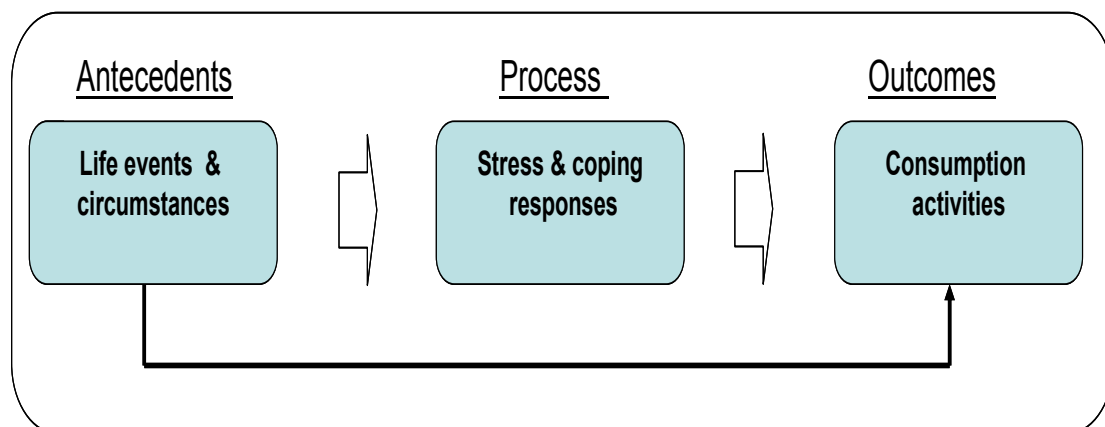 Antecedents
Process
Outcomes
Life events &
circumstances
Stress & coping
responses
Consumption
activities